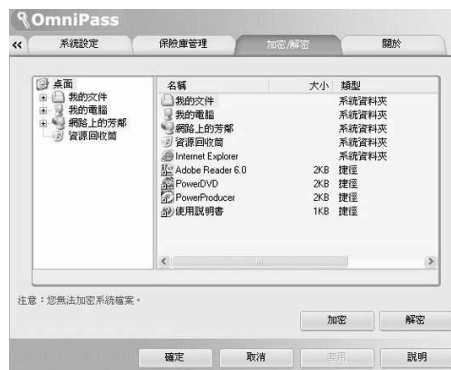 OmniPass
系統設定 保險庫管理 加密/解密 關於
桌面
我的文件
我的電腦
網路上的芳鄰
資源回收筒
名稱 大小 類型
我的文件 系統資料夾
我的電腦 系統資料夾
網路上的芳鄰 系統資料夾
資源回收筒 系統資料夾
Internet Explorer 系統資料夾
Adobe Reader 6.0 2KB 捷徑
PowerDVD 2KB 捷徑
PowerProducer 2KB 捷徑
使用說明書 1KB 捷徑
注意：您無法加密系統檔案。
加密 解密
確定 取消 套用 說明